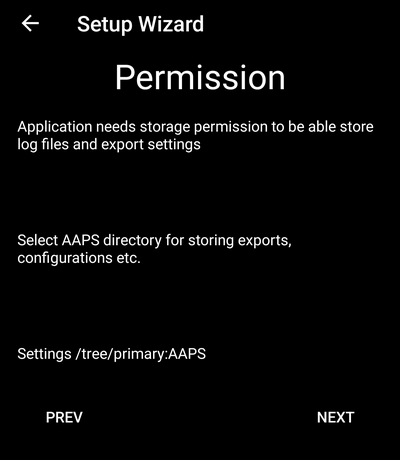 Setup Wizard
Permission
Application needs storage permission to be able store
log files and export settings
Select AAPS directory for storing exports,
configurations etc.
Settings /tree/primary:AAPS
PREV NEXT